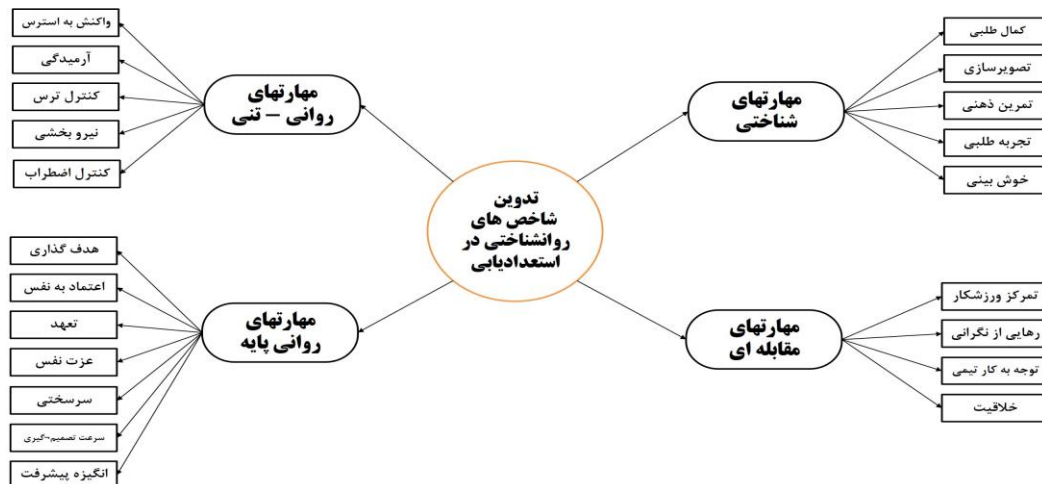 تدوین
شاخص های
روانشناختی در
استعدادیابی
مهارتهای
شناختی
کمال طلبی
تصویرسازی
تمرین ذهنی
تجربه طلبی
خوش بینی
مهارتهای
مقابله ای
تمرکز ورزشکار
رهایی از نگرانی
توجه به کار تیمی
خلاقیت
مهارتهای
روانی – تنی
واکنش به استرس
آرمیدگی
کنترل ترس
نیرو بخشی
کنترل اضطراب
مهارتهای
روانی پایه
هدف گذاری
اعتماد به نفس
تعهد
عزت نفس
سرسختی
سرعت تصمیم¬گیری
انگیزه پیشرفت